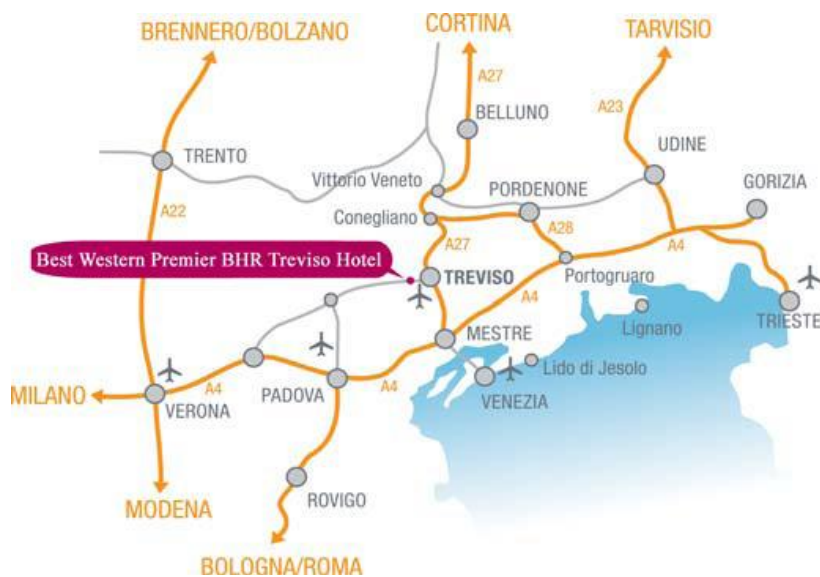 CORTINA
TARVISIO
BRENNERO/BOLZANO
A27
A23
BELLUNO
TRENTO
UDINE
Vittorio Veneto
PORDENONE
GORIZIA
A22
Conegliano
A28
A27
A4
Best Western Premier BHR Treviso Hotel
TREVISO
Portogruaro
A4
TRIESTE
Lignano
MESTRE
Lido di Jesolo
MILANO
A4
PADOVA
A4
VENEZIA
VERONA
MODENA
ROVIGO
BOLOGNA/ROMA